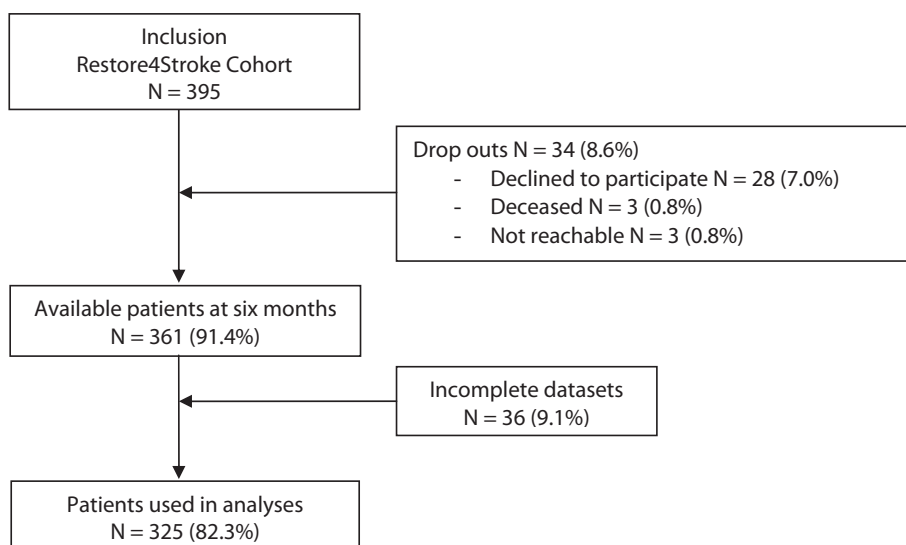 Inclusion
Restore4Stroke Cohort
N = 395
Drop outs N = 34 (8.6%)
- Declined to participate N = 28 (7.0%)
- Deceased N = 3 (0.8%)
- Not reachable N = 3 (0.8%)
Available patients at six months
N = 361 (91.4%)
Incomplete datasets
N = 36 (9.1%)
Patients used in analyses
N = 325 (82.3%)